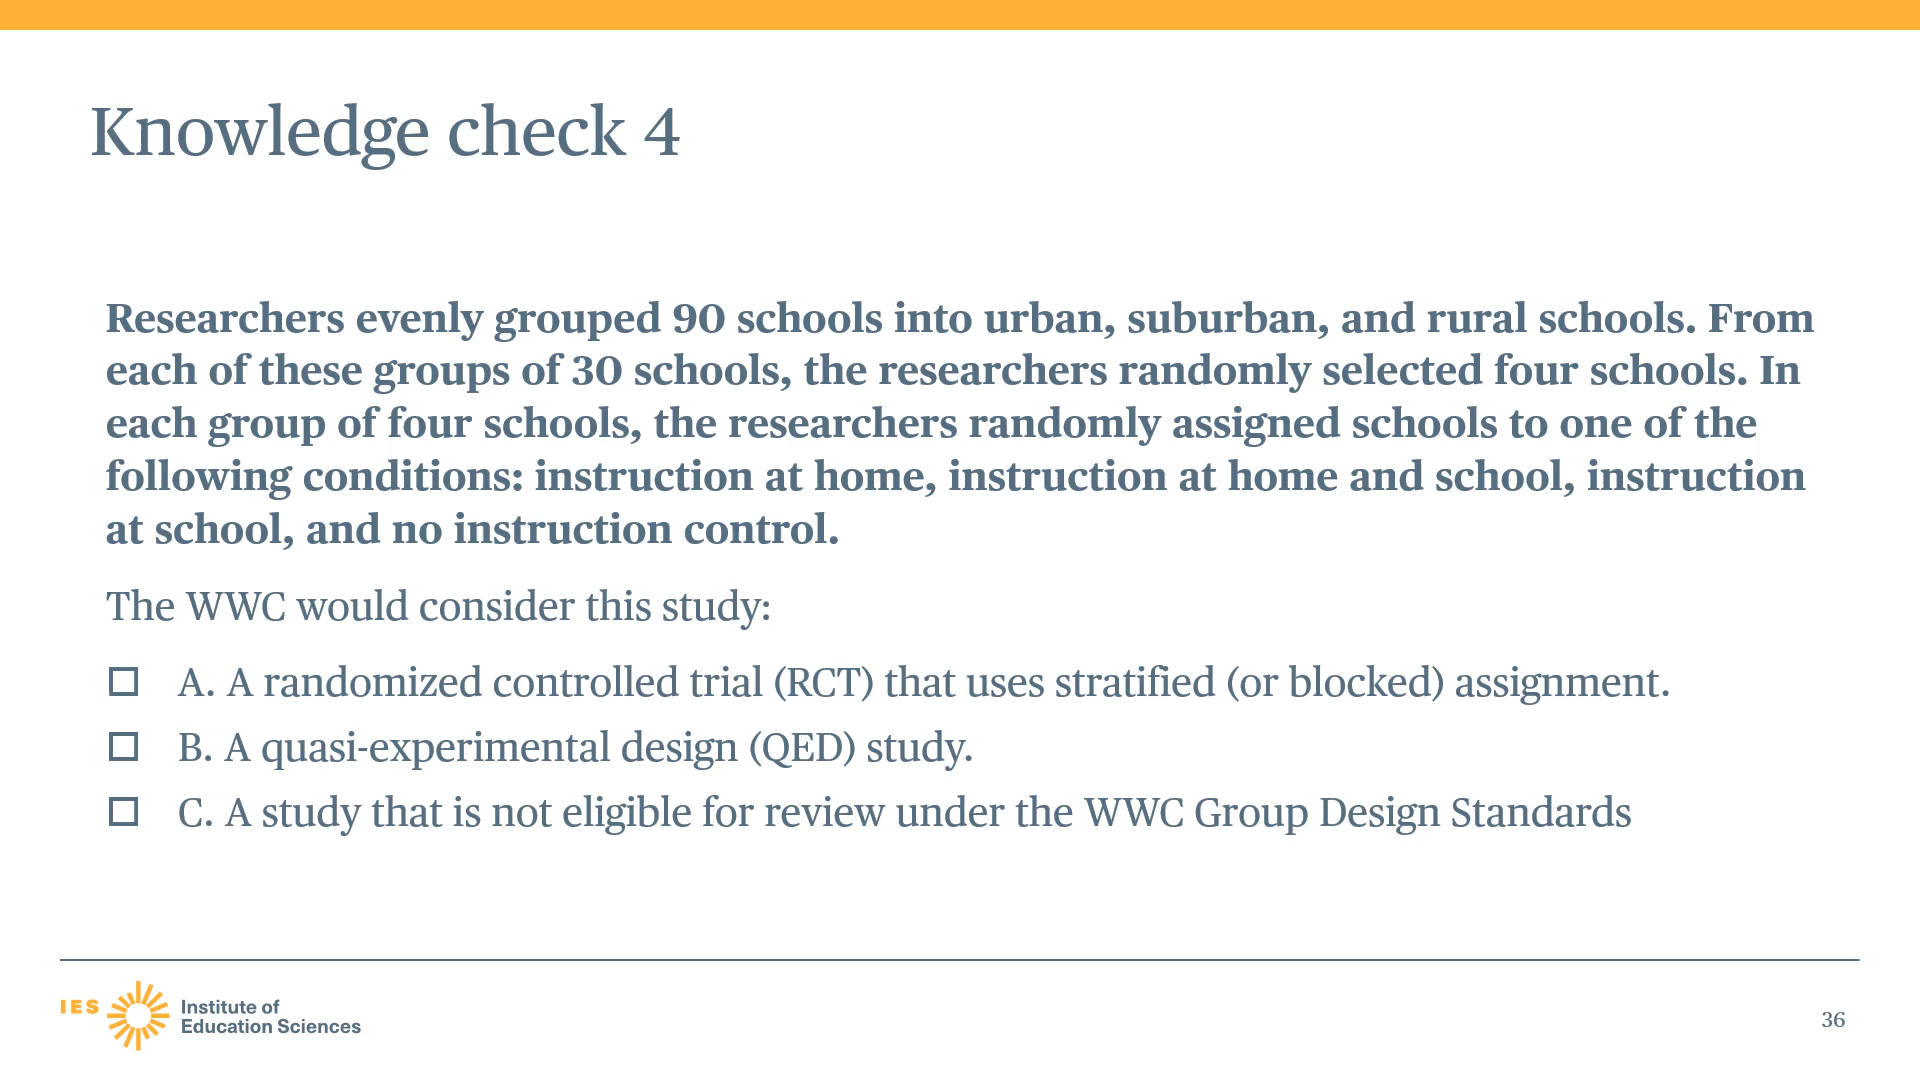 Knowledge check 4
Researchers evenly grouped 90 schools into urban, suburban, and rural schools. From
each of these groups of 30 schools, the researchers randomly selected four schools. In
each group of four schools, the researchers randomly assigned schools to one of the
following conditions: instruction at home, instruction at home and school, instruction
at school, and no instruction control.
The WWC would consider this study:
A. A randomized controlled trial (RCT) that uses stratified (or blocked) assignment.
B. A quasi-experimental design (QED) study.
C. A study that is not eligible for review under the WWC Group Design Standards
IES
Institute of
Education Sciences
36